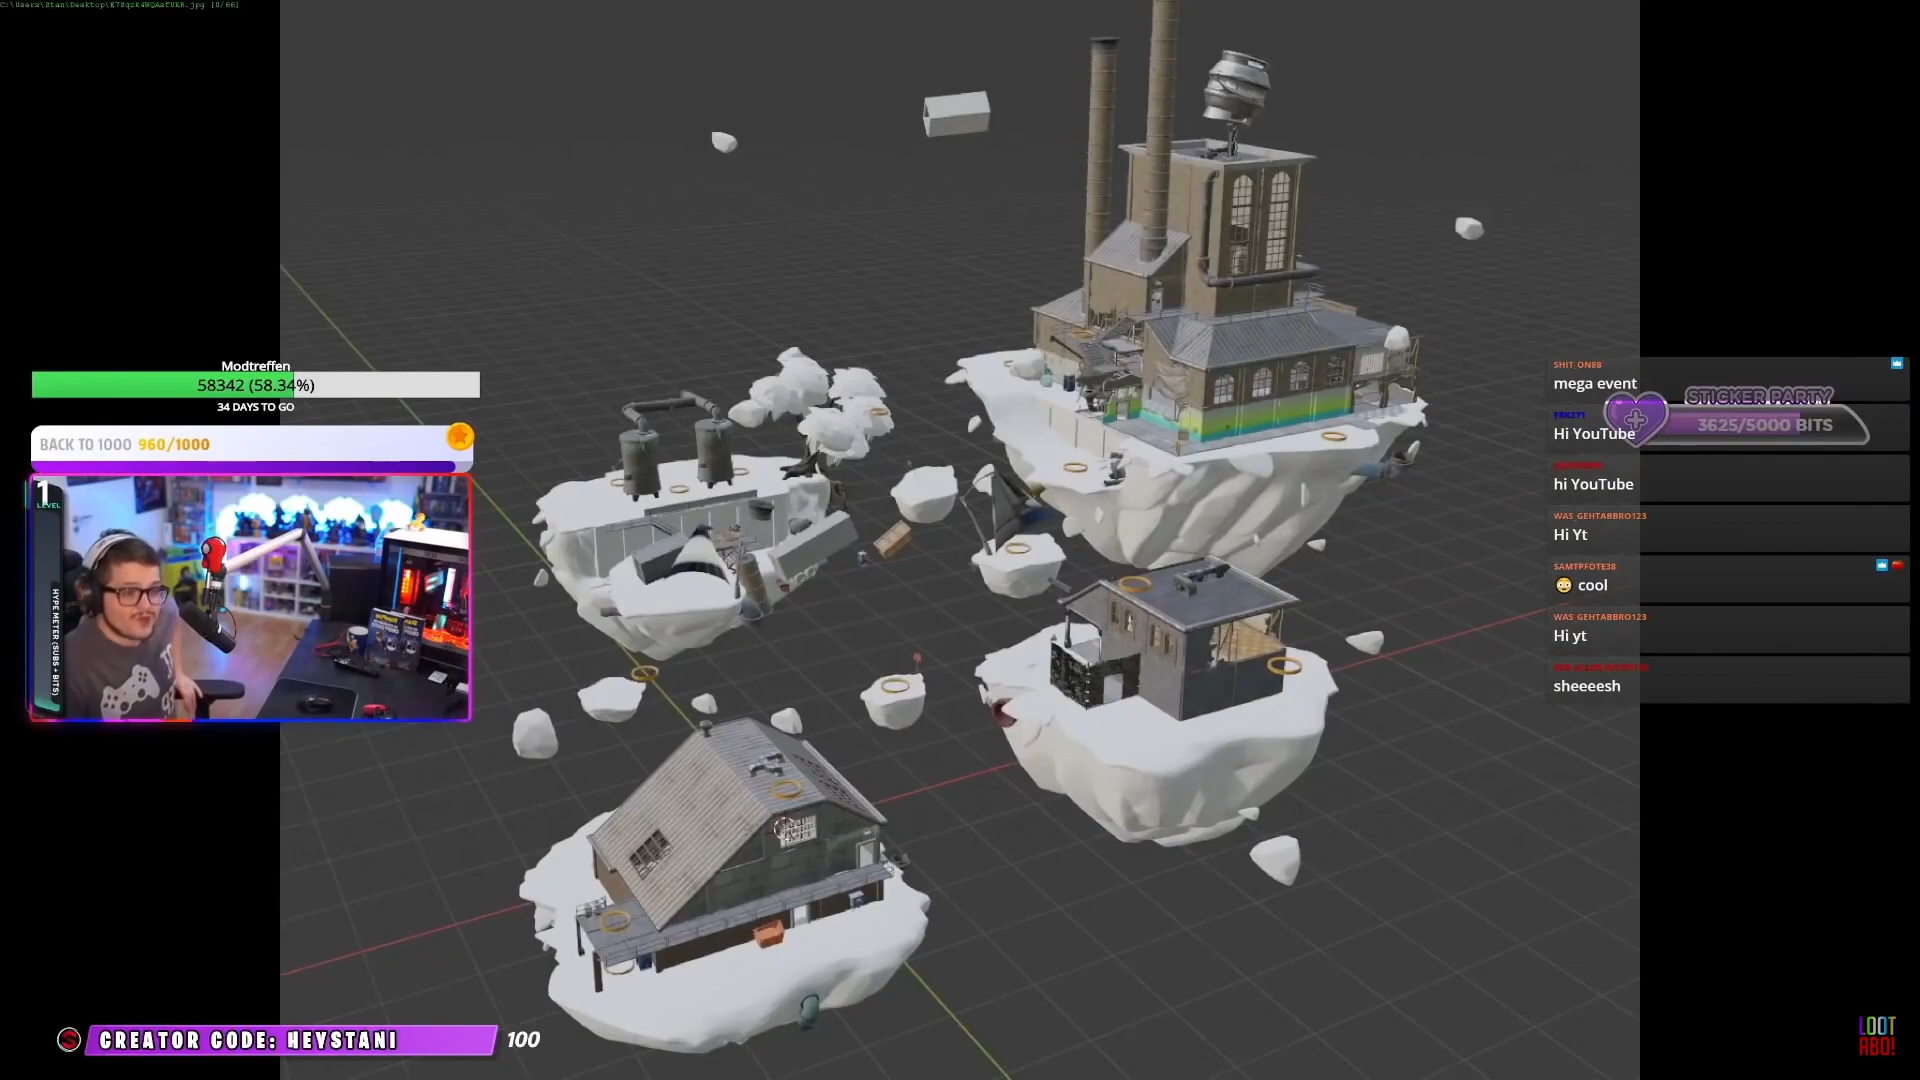 Modtreffen
58342 (58.34%)
34 DAYS TO GO
BACK TO 1000 960/1000
1
LEVEL
HYPE METER (SUBS + BITS)
CREATOR CODE: HEYSTANI
100
SHIT_ON88
mega event
STICKER PARTY
3625/5000 BITS
Hi YouTube
hi YouTube
WAS_GEHTABBRO123
Hi Yt
SAMTPFOTE38
cool
WAS_GEHTABBRO123
Hi yt
sheeeesh
LOOT
ABO!